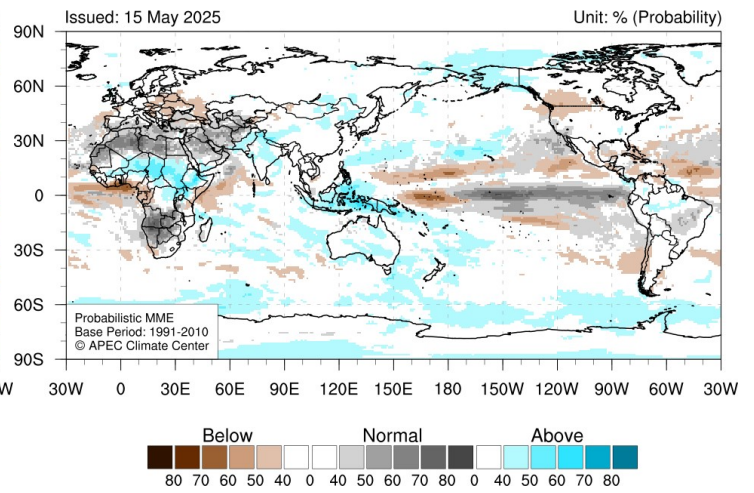 Issued: 15 May 2025 Unit: % (Probability)
90N
60N
30N
0
30S
60S
90S
Probabilistic MME
Base Period: 1991-2010
© APEC Climate Center
W 30W 0 30E 60E 90E 120E 150E 180 150W 120W 90W 60W 30W
Below Normal Above
80 70 60 50 40 0 40 50 60 70 80 0 40 50 60 70 80